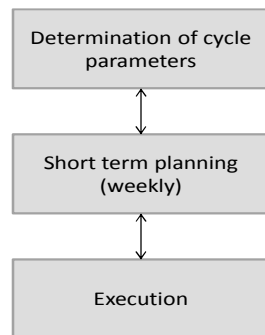 Determination of cycle
parameters
Short term planning
(weekly)
Execution